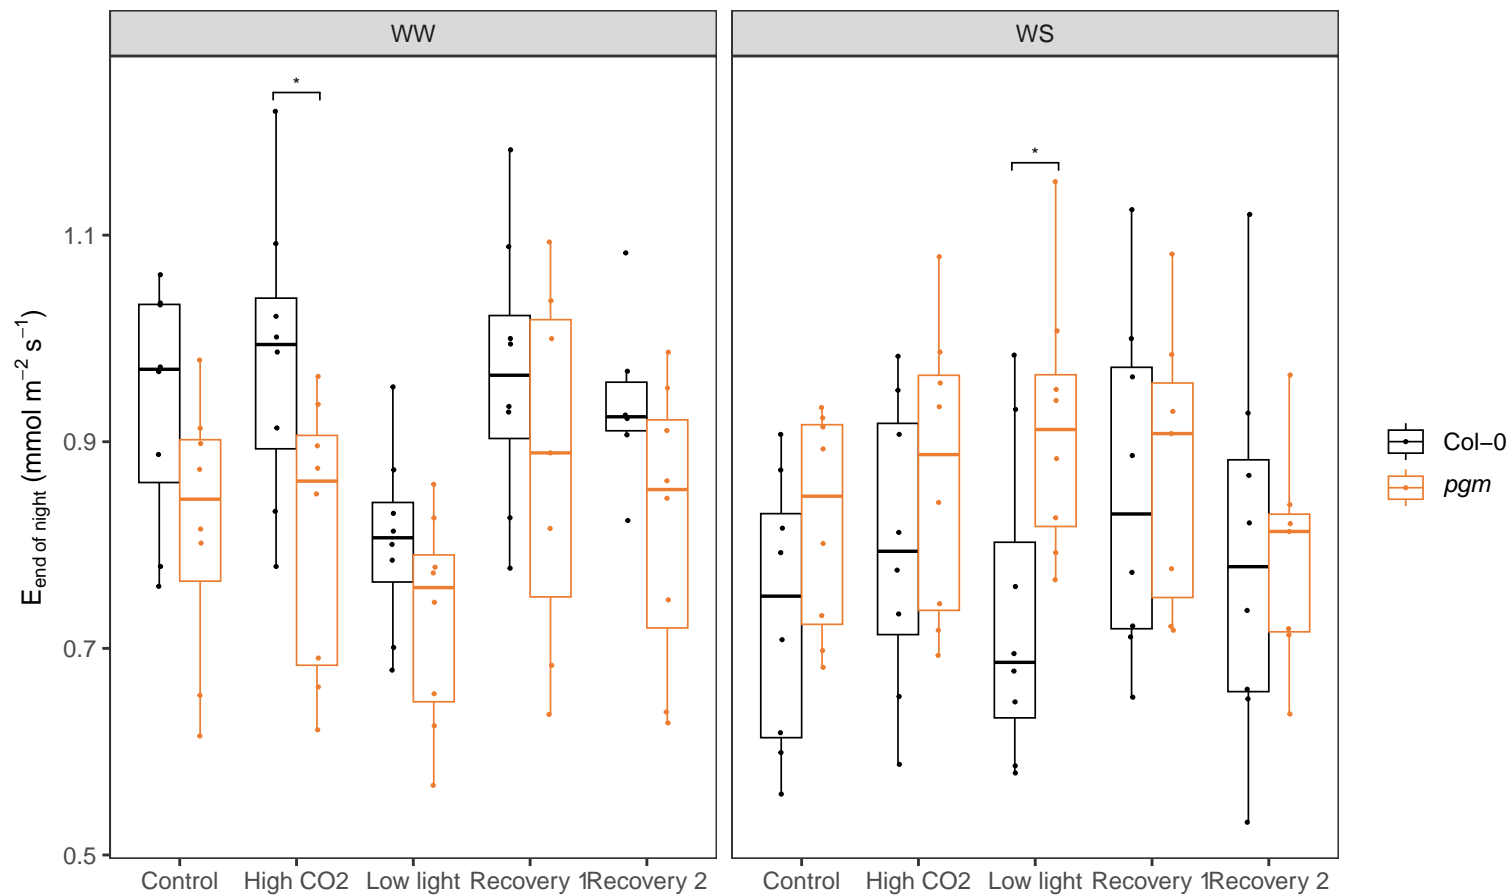 WW
WS
*
*
1.1
0.9
0.7
0.5
E end of night (mmol m−2 s−1)
Control High CO2 Low light Recovery 1 Recovery 2
Control High CO2 Low light Recovery 1 Recovery 2
Col−0
pgm